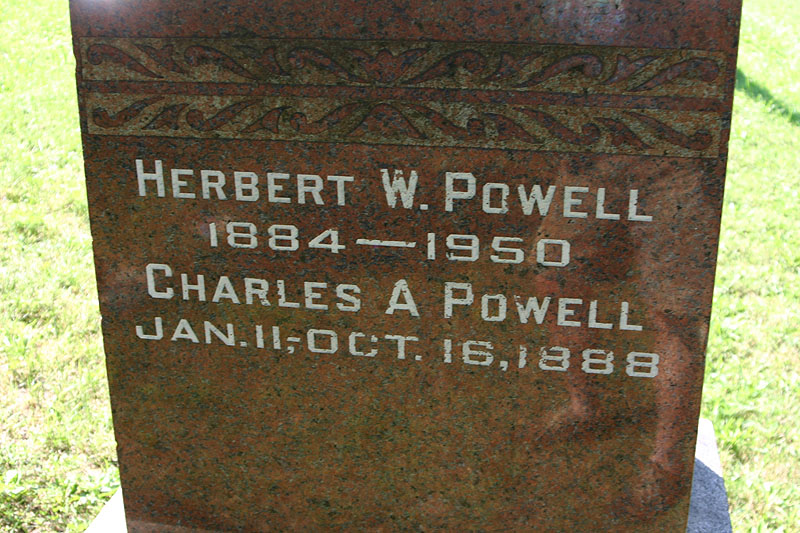 HERBERT W. POWELL
1884—1950
CHARLES A POWELL
JAN. 11,-OCT. 16, 1888